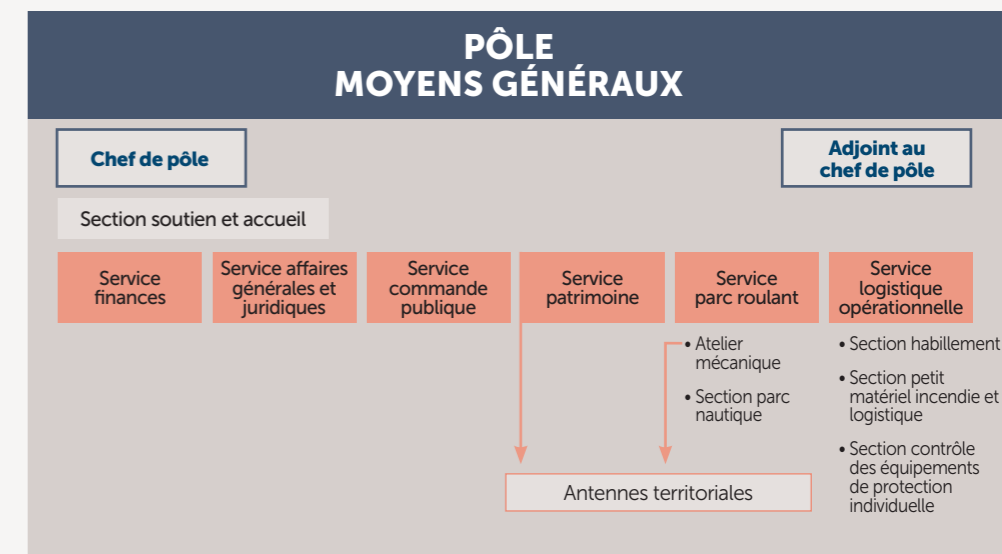 PÔLE
MOYENS GÉNÉRAUX
Chef de pôle
Adjoint au
chef de pôle
Section soutien et accueil
Service
finances
Service affaires
générales et
juridiques
Service
commande
publique
Service
patrimoine
Service
parc roulant
Service
logistique
opérationnelle
• Atelier
mécanique
• Section parc
nautique
• Section habillement
• Section petit
matériel incendie et
logistique
• Section contrôle
des équipements
de protection
individuelle
Antennes territoriales